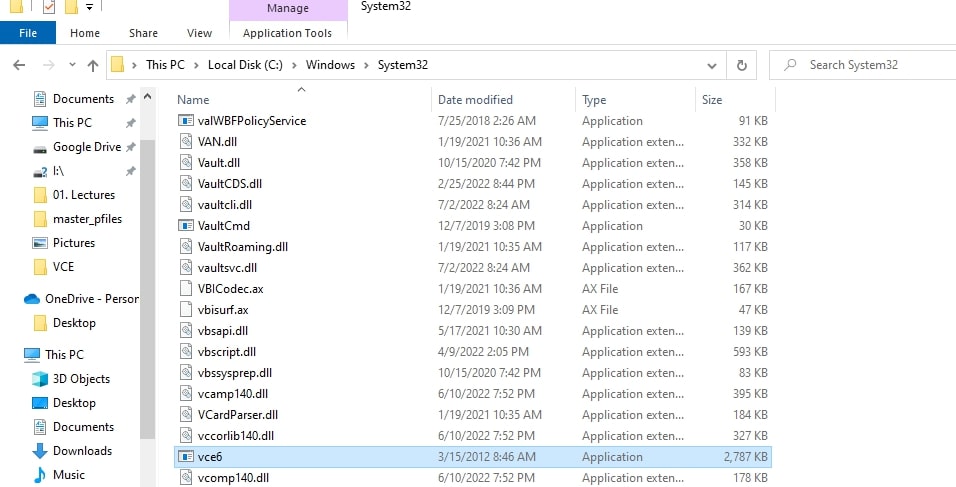 Manage System32
File Home Share View Application Tools
This PC Local Disk (C:) Windows System32 Search System32
Name Date modified Type Size
Documents
This PC
Google Drive
I:\
01. Lectures
master_pfiles
Pictures
VCE
OneDrive - Person
Desktop
This PC
3D Objects
Desktop
Documents
Downloads
Music
valWBFPolicyService 7/25/2018 2:26 AM Application 91 KB
VAN.dll 1/19/2021 10:36 AM Application exten... 332 KB
Vault.dll 10/15/2020 7:42 PM Application exten... 358 KB
VaultCDS.dll 2/25/2022 8:44 PM Application exten... 145 KB
vaultcli.dll 7/2/2022 8:24 AM Application exten... 314 KB
VaultCmd 12/7/2019 3:08 PM Application 30 KB
VaultRoaming.dll 1/19/2021 10:35 AM Application exten... 117 KB
vaultsvc.dll 7/2/2022 8:24 AM Application exten... 362 KB
VBICodec.ax 1/19/2021 10:36 AM AX File 167 KB
vbisurf.ax 12/7/2019 3:09 PM AX File 47 KB
vbsapi.dll 5/17/2021 10:30 AM Application exten... 139 KB
vbscript.dll 4/9/2022 2:05 PM Application exten... 593 KB
vbssysprep.dll 10/15/2020 7:42 PM Application exten... 83 KB
vcamp140.dll 6/10/2022 7:52 PM Application exten... 395 KB
VCardParser.dll 1/19/2021 10:35 AM Application exten... 184 KB
vccorlib140.dll 6/10/2022 7:52 PM Application exten... 327 KB
vce6 3/15/2012 8:46 AM Application 2,787 KB
vcomp140.dll 6/10/2022 7:52 PM Application exten... 178 KB